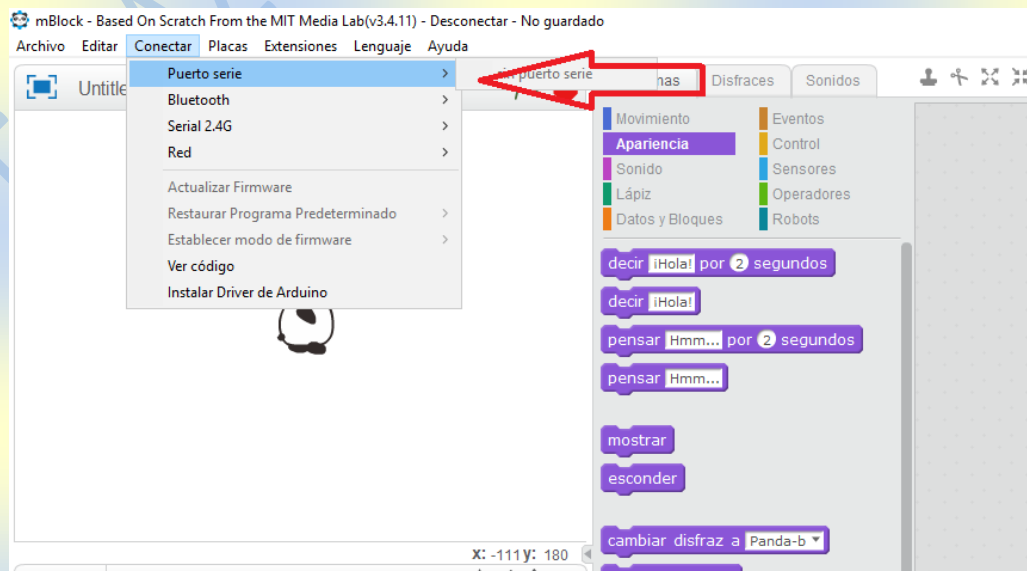 mBlock - Based On Scratch From the MIT Media Lab(v3.4.11) - Desconectar - No guardado
Archivo Editar Conectar Placas Extensiones Lenguaje Ayuda
Puerto serie
puerto serie
Bluetooth
Serial 2.4G
Red
Actualizar Firmware
Restaurar Programa Predeterminado
Establecer modo de firmware
Ver código
Instalar Driver de Arduino
X: -111 y: 180
Disfraces Sonidos
Movimiento Eventos
Apariencia Control
Sonido Sensores
Lápiz Operadores
Datos y Bloques Robots
decir ¡Hola! por 2 segundos
decir ¡Hola!
pensar Hmm... por 2 segundos
pensar Hmm...
mostrar
esconder
cambiar disfraz a Panda-b